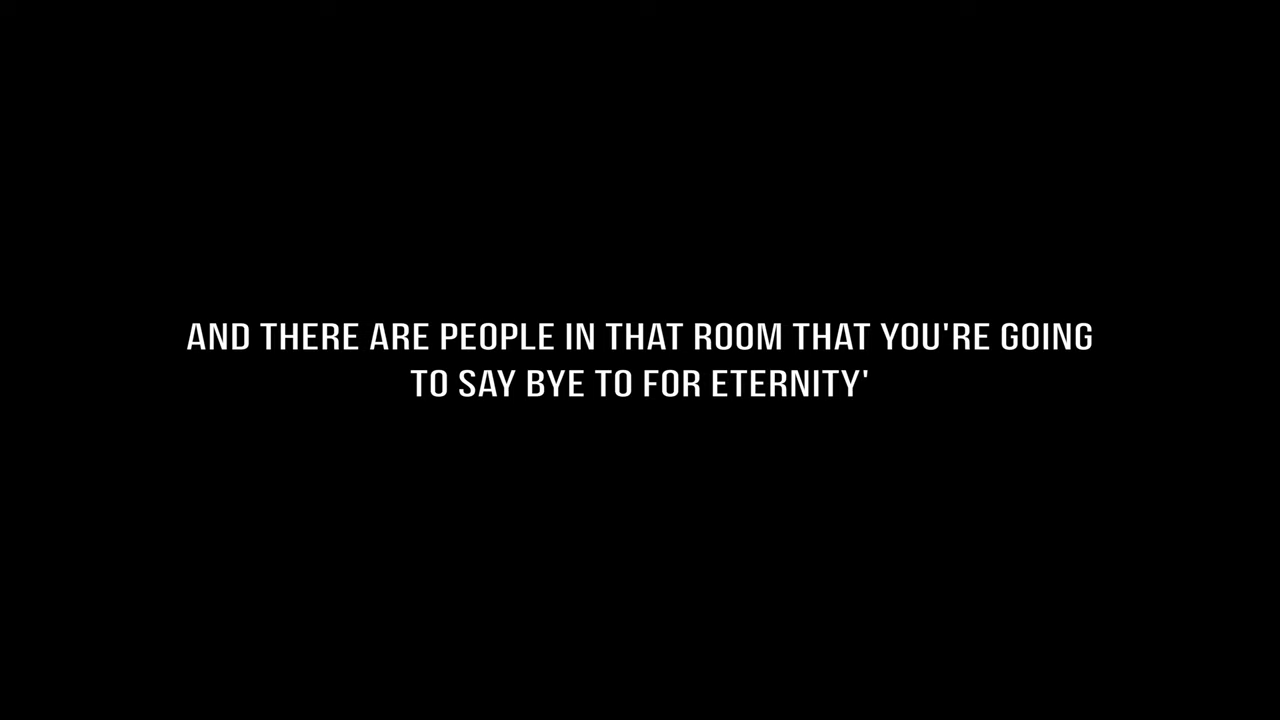 AND THERE ARE PEOPLE IN THAT ROOM THAT YOU'RE GOING
TO SAY BYE TO FOR ETERNITY'